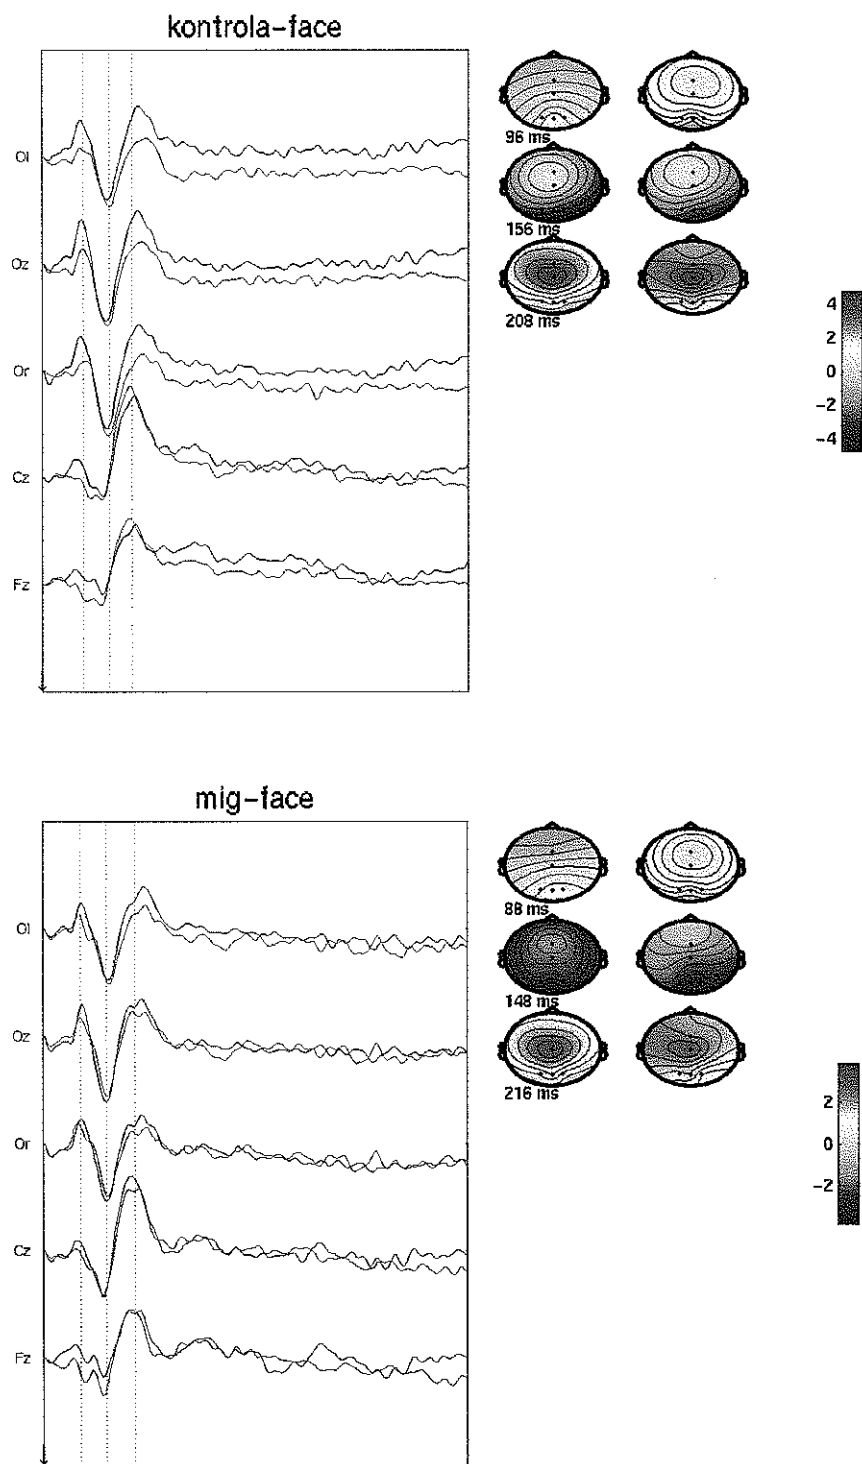 kontrola-face
Ol
Oz
Or
Cz
Fz
96 ms
156 ms
208 ms
4
2
0
-2
-4
mig-face
Ol
Oz
Or
Cz
Fz
88 ms
148 ms
216 ms
2
0
-2